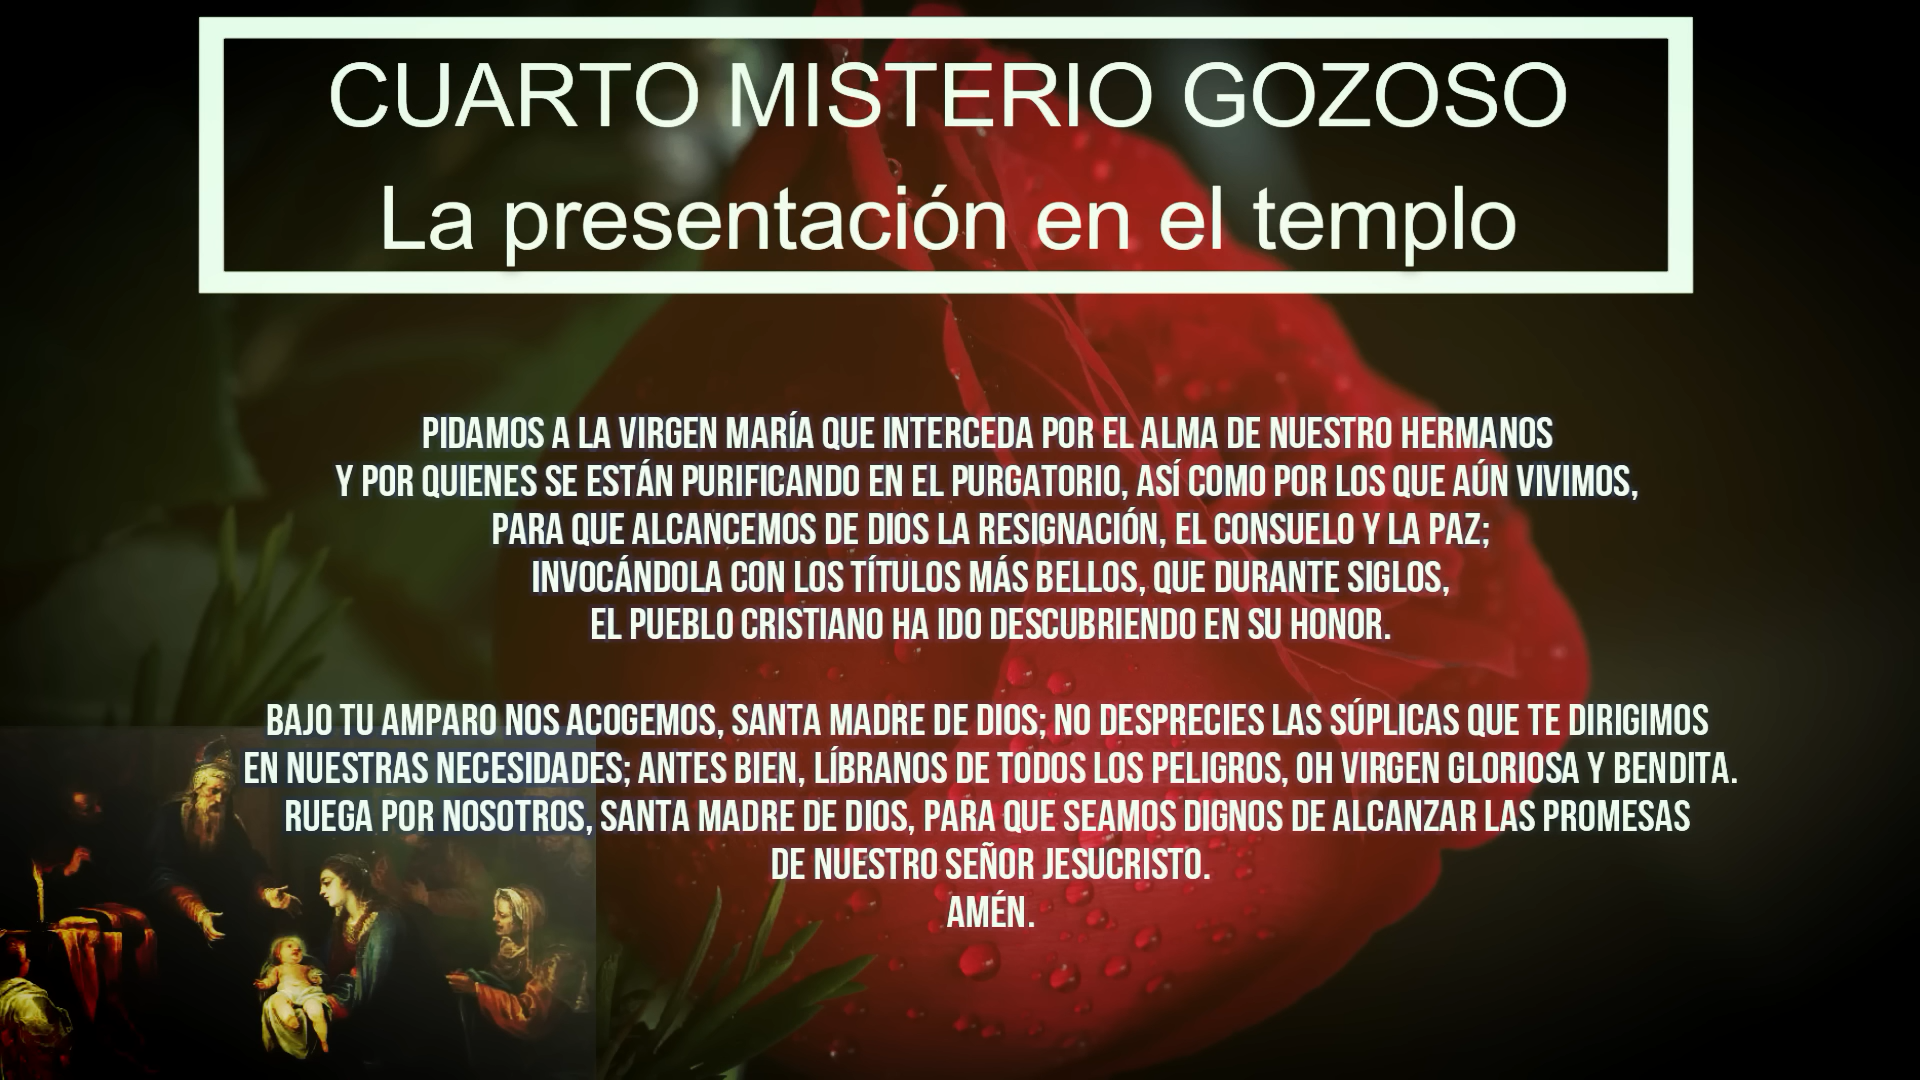 CUARTO MISTERIO GOZOSO
La presentación en el templo
PIDAMOS A LA VIRGEN MARÍA QUE INTERCEDA POR EL ALMA DE NUESTRO HERMANOS
Y POR QUIENES SE ESTÁN PURIFICANDO EN EL PURGATORIO, ASÍ COMO POR LOS QUE AÚN VIVIMOS,
PARA QUE ALCANCEMOS DE DIOS LA RESIGNACIÓN, EL CONSUELO Y LA PAZ;
INVOCÁNDOLA CON LOS TÍTULOS MÁS BELLOS, QUE DURANTE SIGLOS,
EL PUEBLO CRISTIANO HA IDO DESCUBRIENDO EN SU HONOR.
BAJO TU AMPARO NOS ACOGEMOS, SANTA MADRE DE DIOS; NO DESPRECIES LAS SÚPLICAS QUE TE DIRIGIMOS
EN NUESTRAS NECESIDADES; ANTES BIEN, LÍBRANOS DE TODOS LOS PELIGROS, OH VIRGEN GLORIOSA Y BENDITA.
RUEGA POR NOSOTROS, SANTA MADRE DE DIOS, PARA QUE SEAMOS DIGNOS DE ALCANZAR LAS PROMESAS
DE NUESTRO SEÑOR JESUCRISTO.
AMÉN.